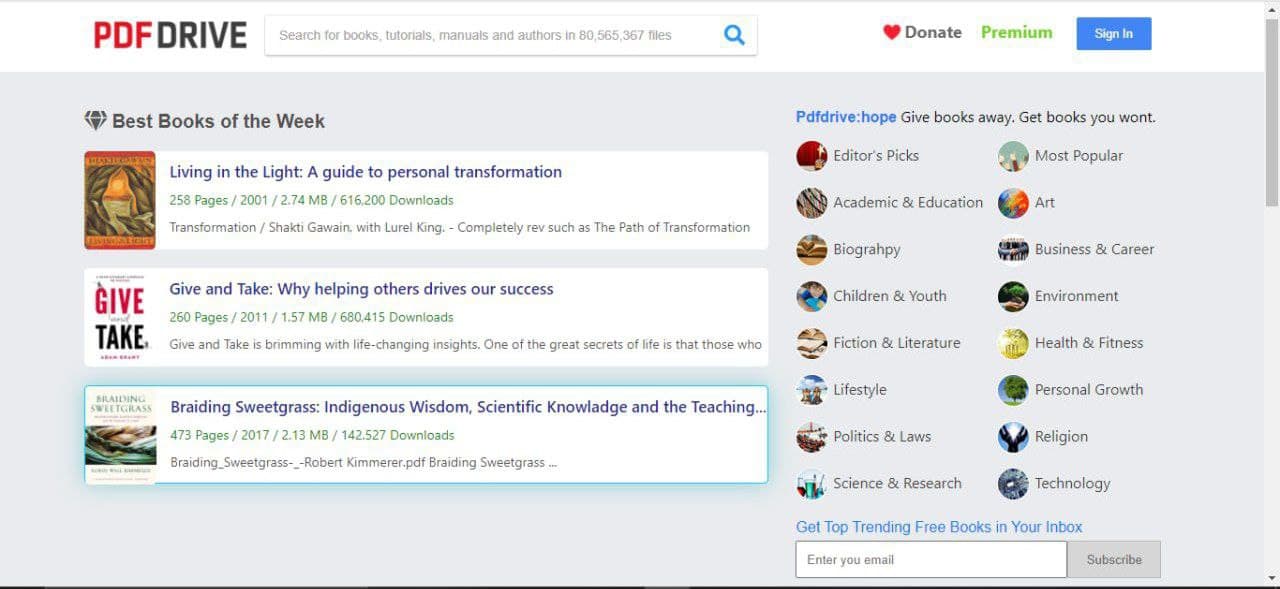 PDFDRIVE
Search for books, tutorials, manuals and authors in 80,565,367 files
Donate
Premium
Sign In
Best Books of the Week
SHAKTI GAWAIN
LIVING IN THE LIGHT
Living in the Light: A guide to personal transformation
258 Pages / 2001 / 2.74 MB / 616,200 Downloads
Transformation / Shakti Gawain, with Lurel King. - Completely rev such as The Path of Transformation
GIVE
and
TAKE
ADAM GRANT
Give and Take: Why helping others drives our success
260 Pages / 2011 / 1.57 MB / 680,415 Downloads
Give and Take is brimming with life-changing insights. One of the great secrets of life is that those who
BRAIDING
SWEETGRASS
ROBIN WALL KIMMERER
Braiding Sweetgrass: Indigenous Wisdom, Scientific Knowladge and the Teaching...
473 Pages / 2017 / 2.13 MB / 142.527 Downloads
Braiding_Sweetgrass-_-Robert Kimmerer.pdf Braiding Sweetgrass ...
Pdfdrive:hope Give books away. Get books you wont.
Editor's Picks
Most Popular
Academic & Education
Art
Biograhpy
Business & Career
Children & Youth
Environment
Fiction & Literature
Health & Fitness
Lifestyle
Personal Growth
Politics & Laws
Religion
Science & Research
Technology
Get Top Trending Free Books in Your Inbox
Enter you email
Subscribe